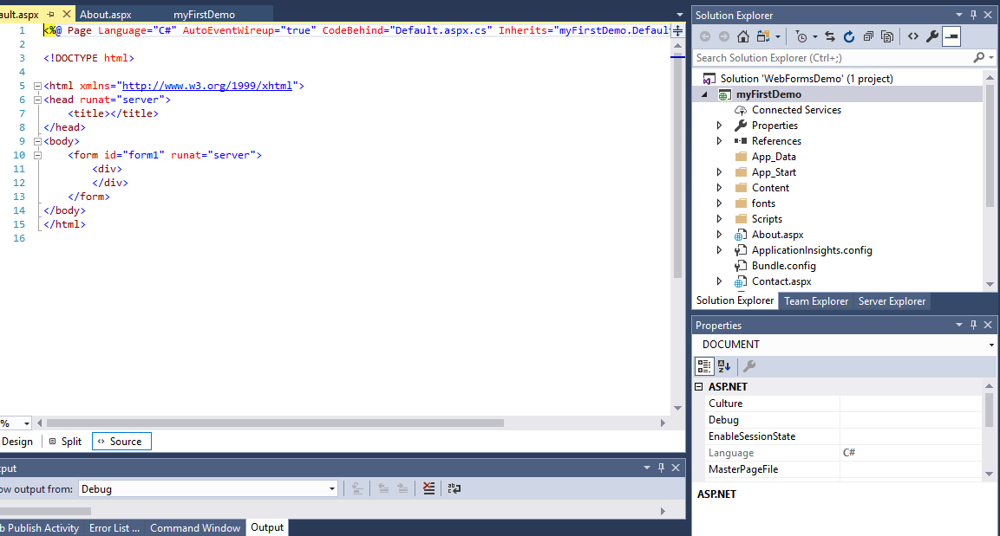 ault.aspx About.aspx myFirstDemo
1 <%@ Page Language="C#" AutoEventWireup="true" CodeBehind="Default.aspx.cs" Inherits="myFirstDemo.Defaul
2
3 <!DOCTYPE html>
4
5 <html xmlns="http://www.w3.org/1999/xhtml">
6 <head runat="server">
7 <title></title>
8 </head>
9 <body>
10 <form id="form1" runat="server">
11 <div>
12 </div>
13 </form>
14 </body>
15 </html>
16
%
Design Split Source
put
ow output from: Debug
b Publish Activity Error List ... Command Window Output
Solution Explorer
Search Solution Explorer (Ctrl+;)
Solution 'WebFormsDemo' (1 project)
myFirstDemo
Connected Services
Properties
References
App_Data
App_Start
Content
fonts
Scripts
About.aspx
ApplicationInsights.config
Bundle.config
Contact.aspx
Solution Explorer Team Explorer Server Explorer
Properties
DOCUMENT
ASP.NET
Culture
Debug
EnableSessionState
Language C#
MasterPageFile
ASP.NET